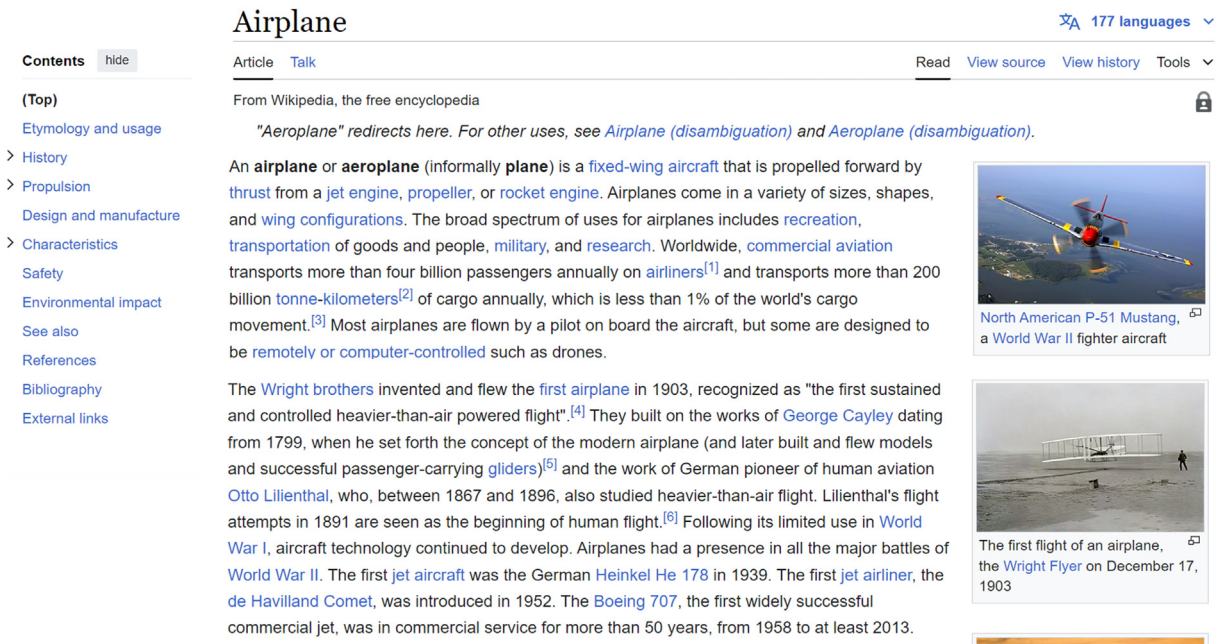 Airplane
177 languages
Contents hide
Article Talk
Read View source View history Tools
(Top)
Etymology and usage
History
Propulsion
Design and manufacture
Characteristics
Safety
Environmental impact
See also
References
Bibliography
External links
From Wikipedia, the free encyclopedia
"Aeroplane" redirects here. For other uses, see Airplane (disambiguation) and Aeroplane (disambiguation).
An airplane or aeroplane (informally plane) is a fixed-wing aircraft that is propelled forward by
thrust from a jet engine, propeller, or rocket engine. Airplanes come in a variety of sizes, shapes,
and wing configurations. The broad spectrum of uses for airplanes includes recreation,
transportation of goods and people, military, and research. Worldwide, commercial aviation
transports more than four billion passengers annually on airliners[1] and transports more than 200
billion tonne-kilometers[2] of cargo annually, which is less than 1% of the world's cargo
movement.[3] Most airplanes are flown by a pilot on board the aircraft, but some are designed to
be remotely or computer-controlled such as drones.
The Wright brothers invented and flew the first airplane in 1903, recognized as "the first sustained
and controlled heavier-than-air powered flight".[4] They built on the works of George Cayley dating
from 1799, when he set forth the concept of the modern airplane (and later built and flew models
and successful passenger-carrying gliders)[5] and the work of German pioneer of human aviation
Otto Lilienthal, who, between 1867 and 1896, also studied heavier-than-air flight. Lilienthal's flight
attempts in 1891 are seen as the beginning of human flight.[6] Following its limited use in World
War I, aircraft technology continued to develop. Airplanes had a presence in all the major battles of
World War II. The first jet aircraft was the German Heinkel He 178 in 1939. The first jet airliner, the
de Havilland Comet, was introduced in 1952. The Boeing 707, the first widely successful
commercial jet, was in commercial service for more than 50 years, from 1958 to at least 2013.
North American P-51 Mustang,
a World War II fighter aircraft
The first flight of an airplane,
the Wright Flyer on December 17,
1903